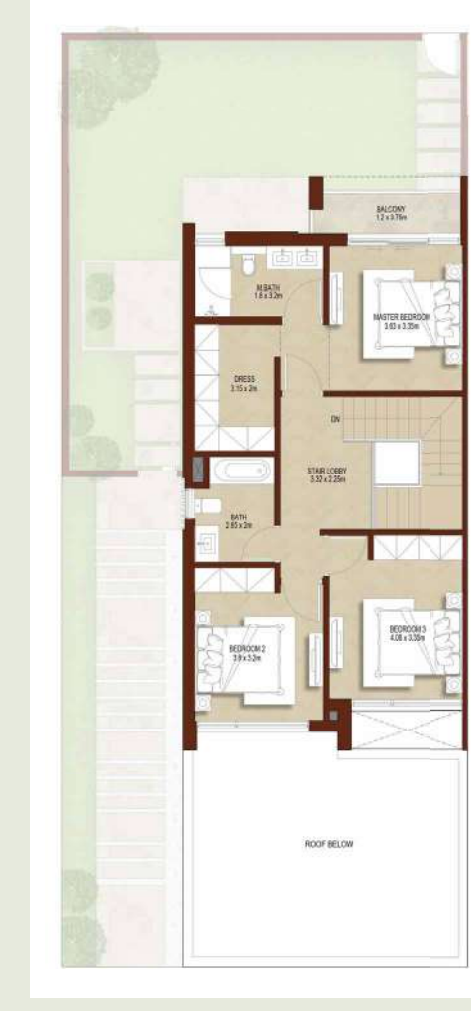 BALCONY
1.2 x 3.76m
M.BATH
1.8 x 3.2m
MASTER BEDROOM
3.63 x 3.35m
DRESS
3.15 x 2m
DN
STAIR LOBBY
3.32 x 2.25m
BATH
2.83 x 2m
BEDROOM 2
3.9 x 3.2m
BEDROOM 3
4.08 x 3.35m
ROOF BELOW